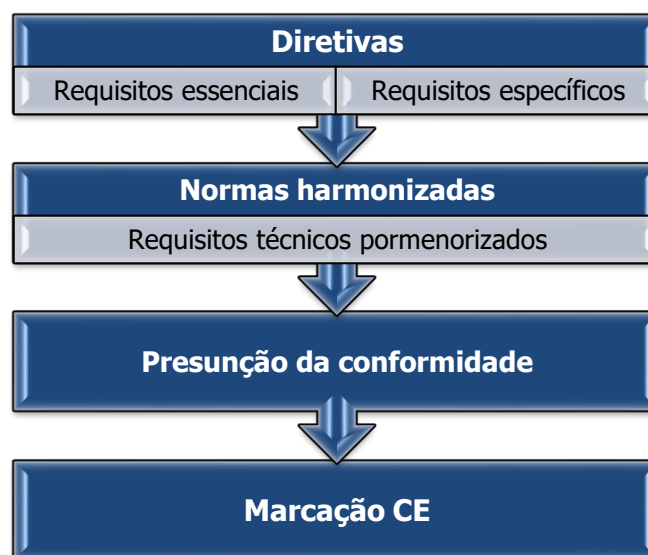 Diretivas
Requisitos essenciais
Requisitos específicos
Normas harmonizadas
Requisitos técnicos pormenorizados
Presunção da conformidade
Marcação CE